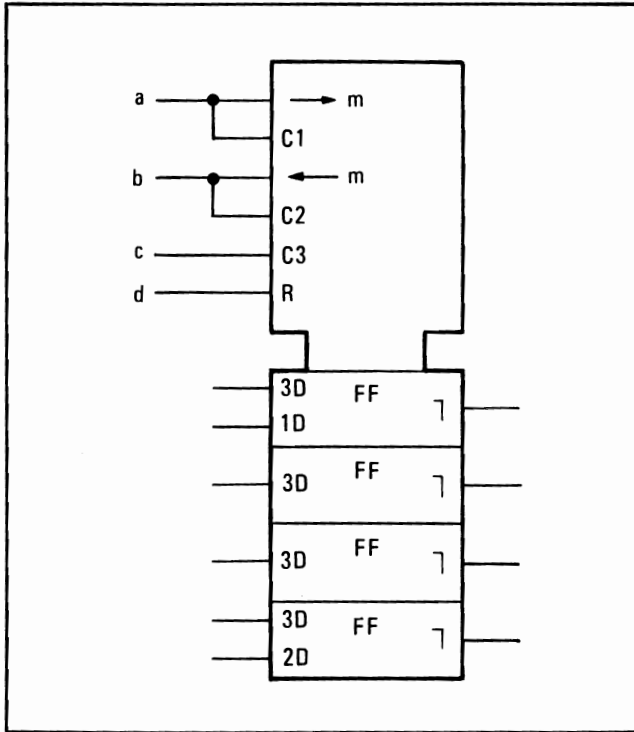 a → m
C1
b ← m
C2
c C3
d R
3D FF ┐
1D
3D FF ┐
3D FF ┐
3D FF ┐
2D